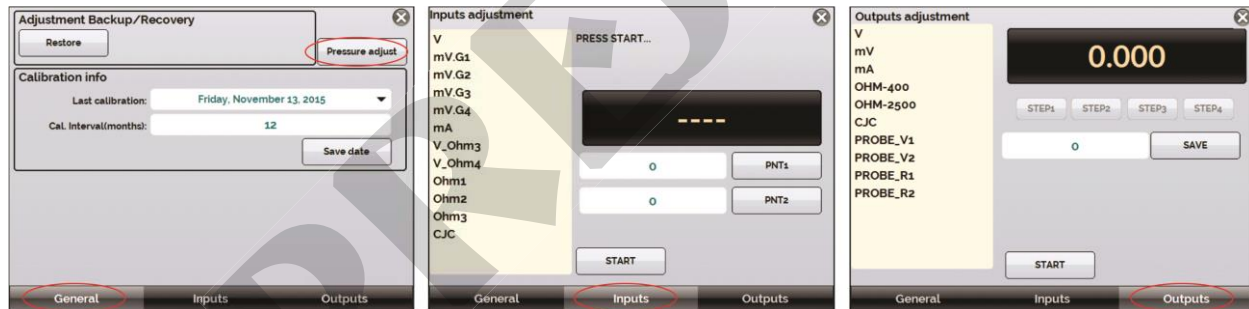 Adjustment Backup/Recovery
Restore
Pressure adjust
Calibration info
Last calibration: Friday, November 13, 2015
Cal. Interval(months): 12
Save date
General Inputs Outputs
Inputs adjustment
V
mV.G1
mV.G2
mV.G3
mV.G4
mA
V_Ohm3
V_Ohm4
Ohm1
Ohm2
Ohm3
CJC
PRESS START...
----
0 PNT1
0 PNT2
START
General Inputs Outputs
Outputs adjustment
V
mV
mA
OHM-400
OHM-2500
CJC
PROBE_V1
PROBE_V2
PROBE_R1
PROBE_R2
0.000
STEP1 STEP2 STEP3 STEP4
0 SAVE
START
General Inputs Outputs